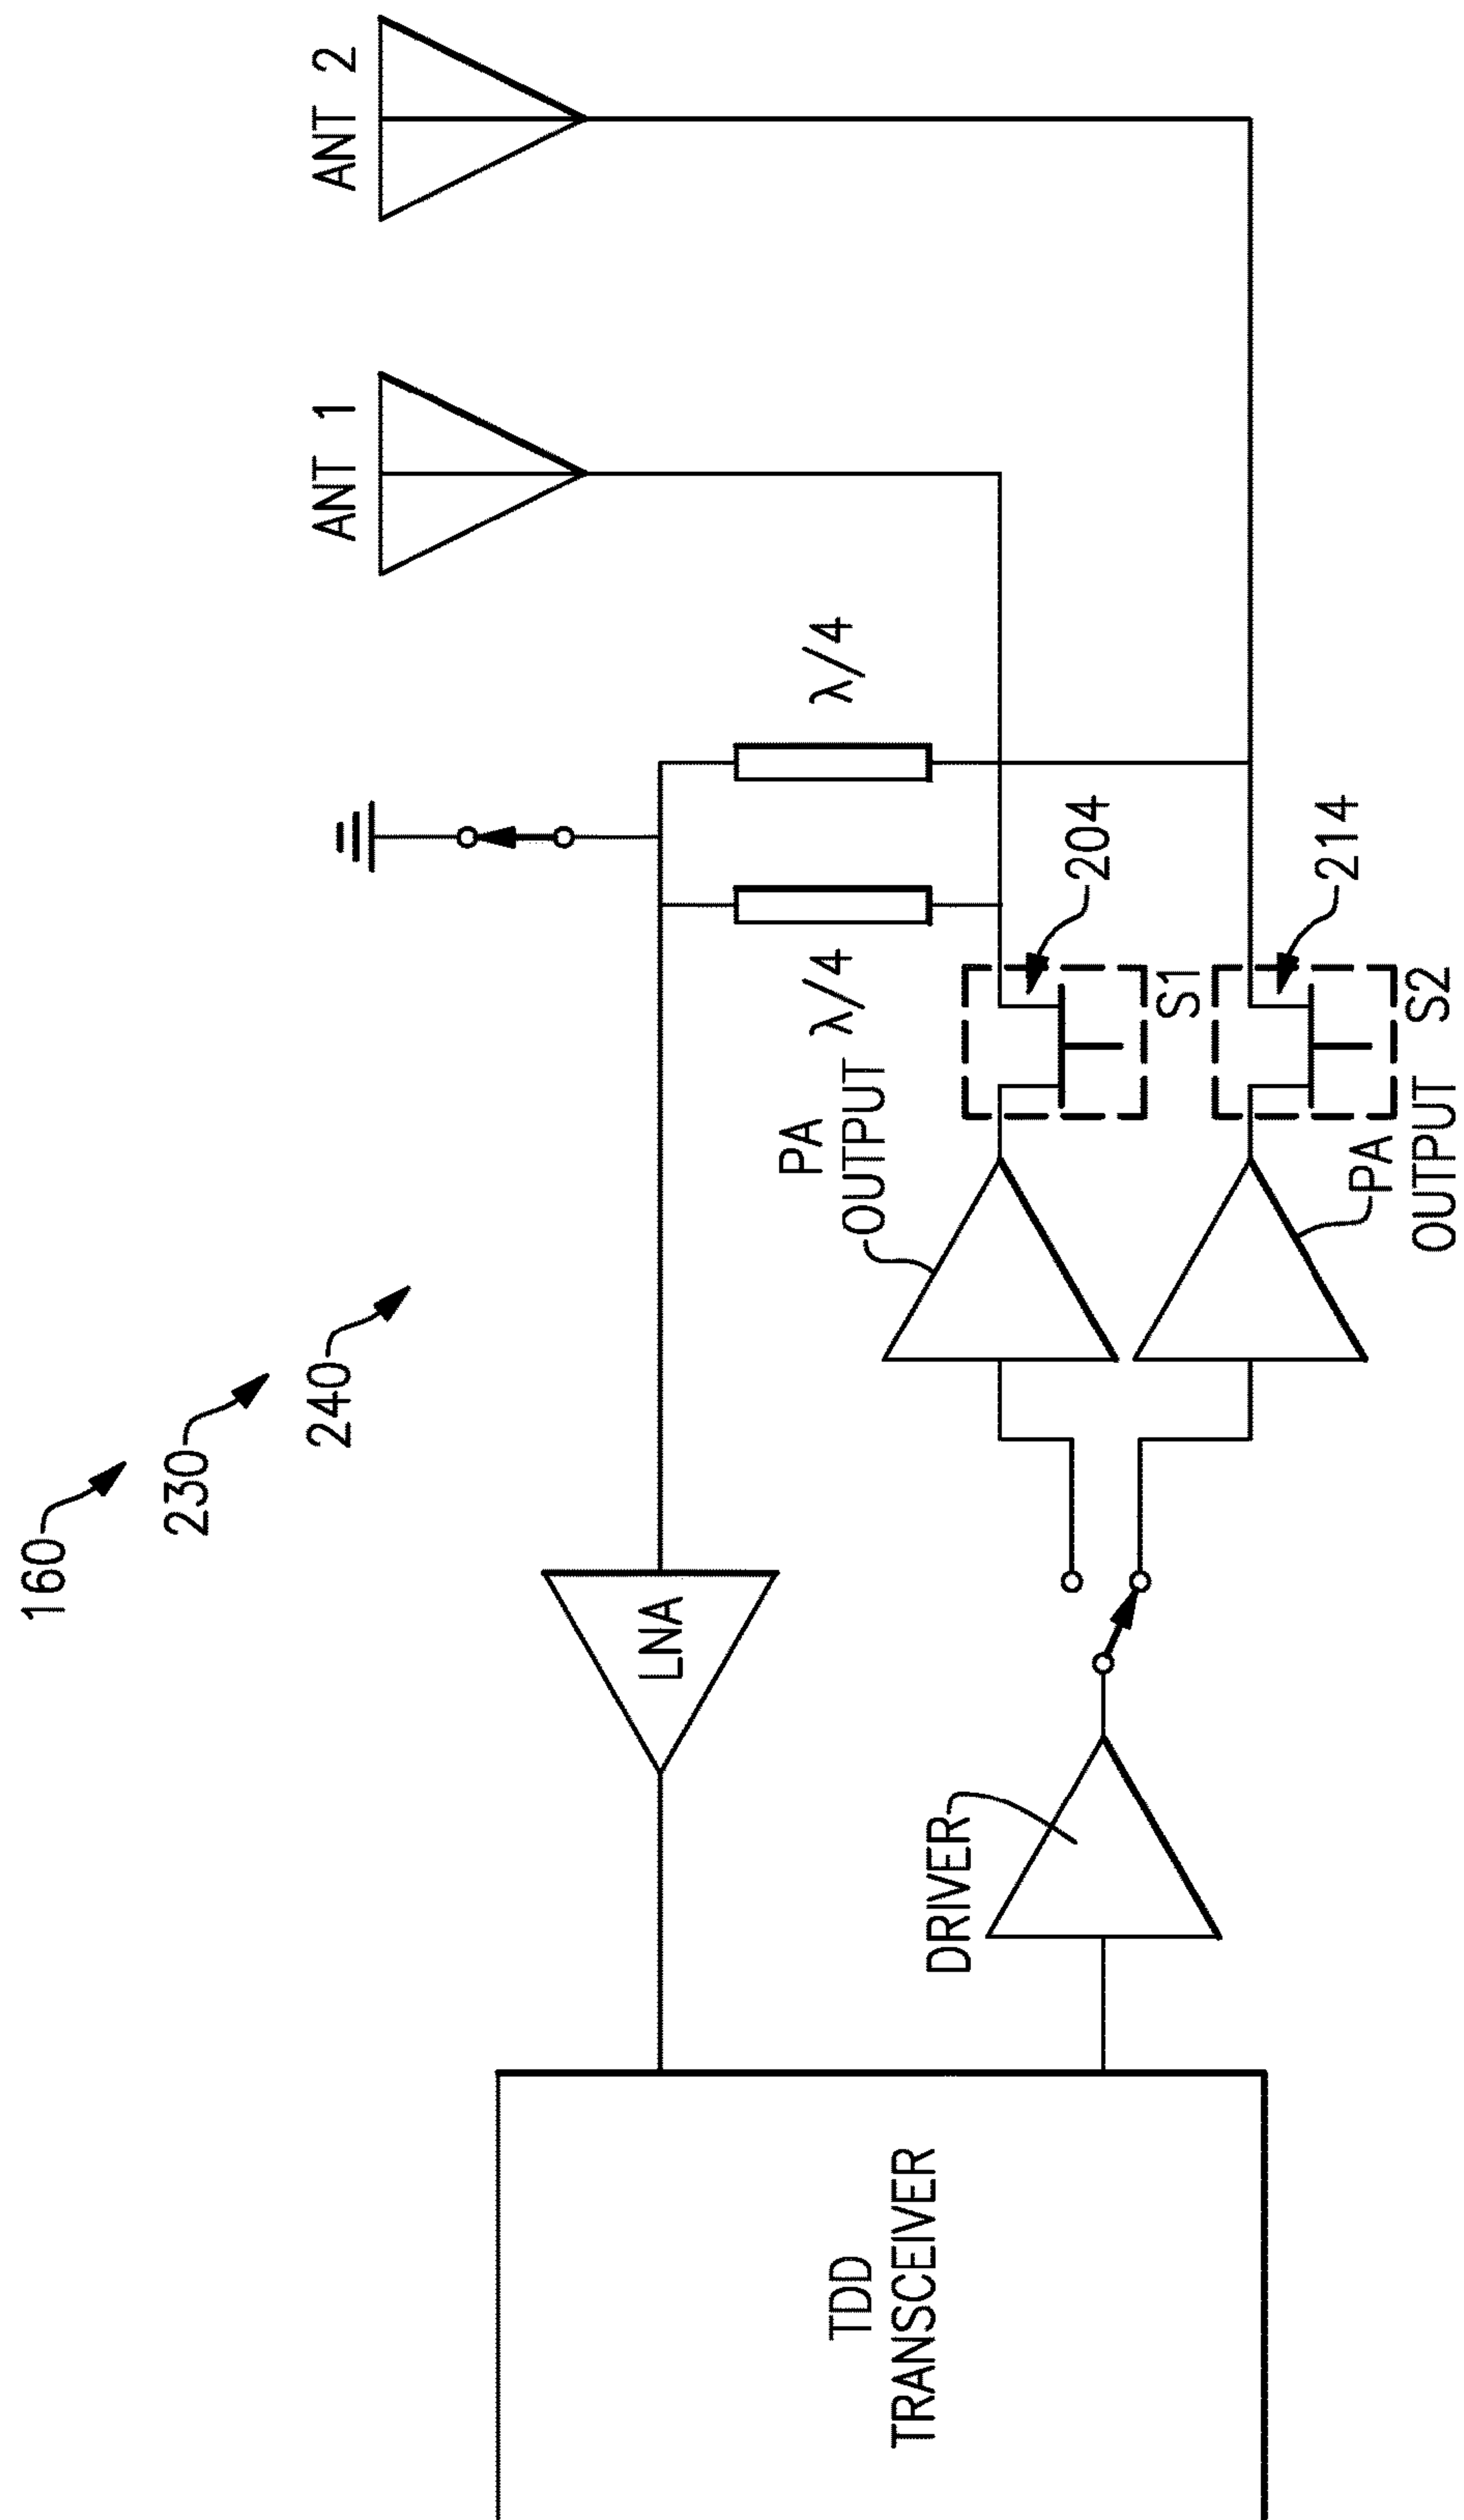 160
230
240
ANT 1
ANT 2
λ/4
λ/4
LNA
PA
OUTPUT
204
S1
214
S2
PA
OUTPUT
DRIVER
TDD
TRANSCEIVER